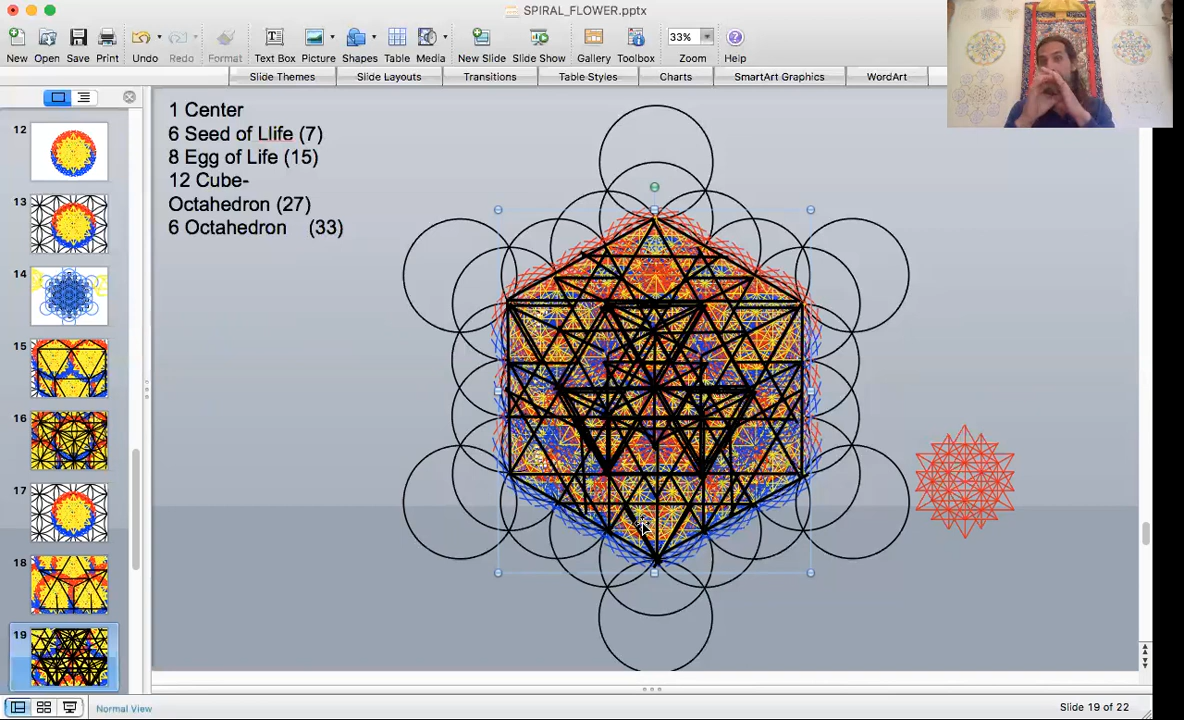 SPIRAL_FLOWER.pptx
33%
New Open Save Print Undo Redo Format Text Box Picture Shapes Table Media New Slide Slide Show Gallery Toolbox Zoom Help
Slide Themes Slide Layouts Transitions Table Styles Charts SmartArt Graphics WordArt
1 Center
6 Seed of Llife (7)
8 Egg of Life (15)
12 Cube-
Octahedron (27)
6 Octahedron (33)
12
13
14
15
16
17
18
19
Normal View
Slide 19 of 22